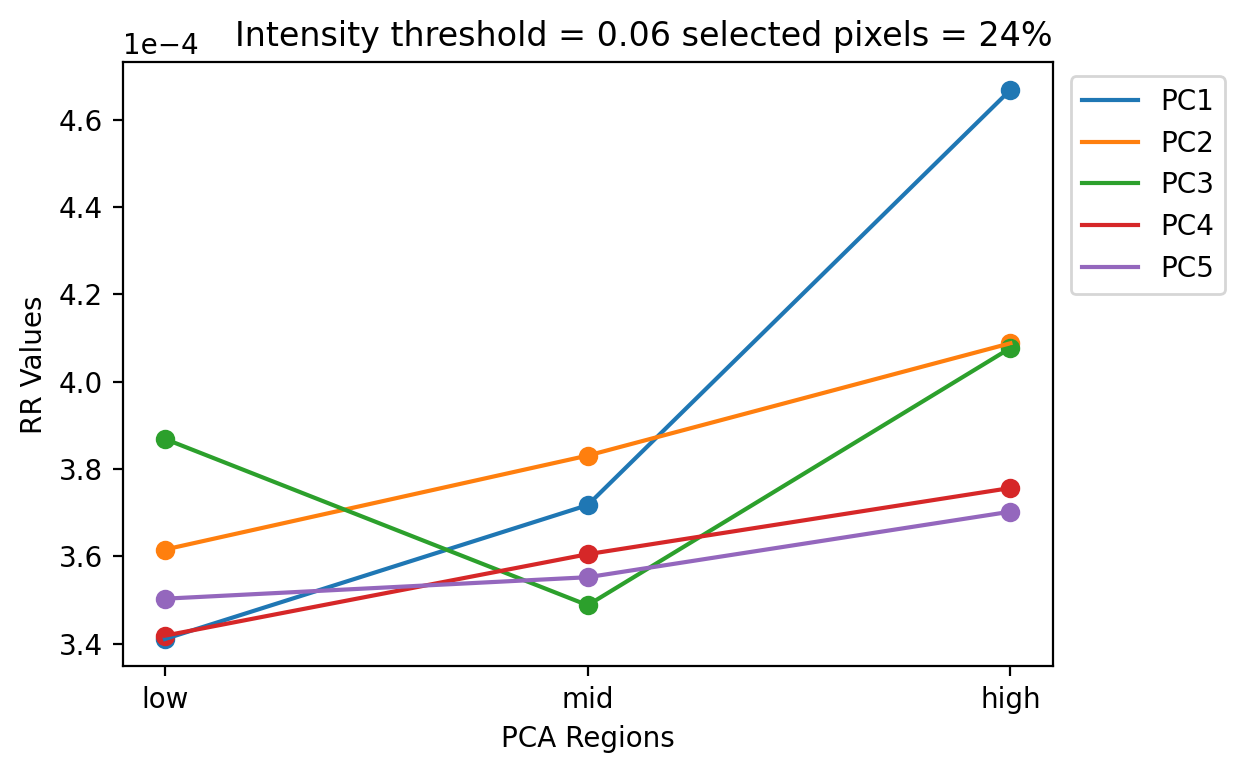 Intensity threshold = 0.06 selected pixels = 24%
1e−4
4.6
4.4
4.2
4.0
3.8
3.6
3.4
RR Values
low
mid
high
PCA Regions
PC1
PC2
PC3
PC4
PC5